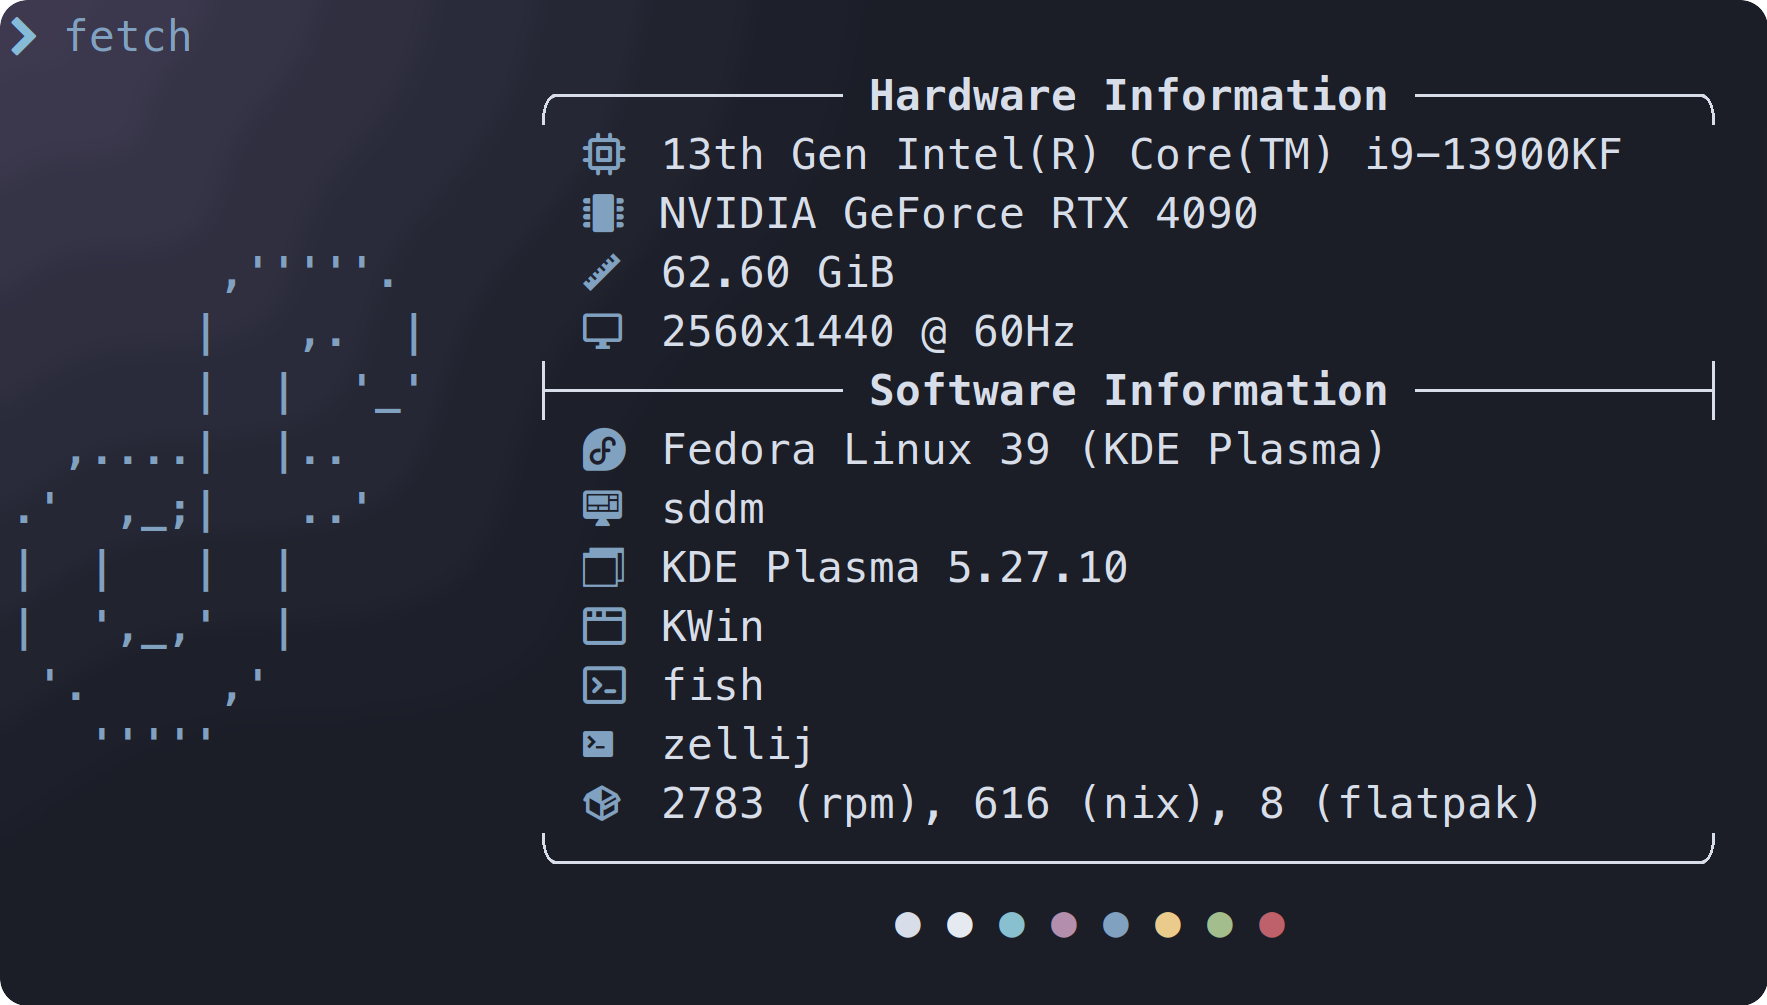 ❯ fetch
Hardware Information
13th Gen Intel(R) Core(TM) i9-13900KF
NVIDIA GeForce RTX 4090
62.60 GiB
2560x1440 @ 60Hz
Software Information
Fedora Linux 39 (KDE Plasma)
sddm
KDE Plasma 5.27.10
KWin
fish
zellij
2783 (rpm), 616 (nix), 8 (flatpak)